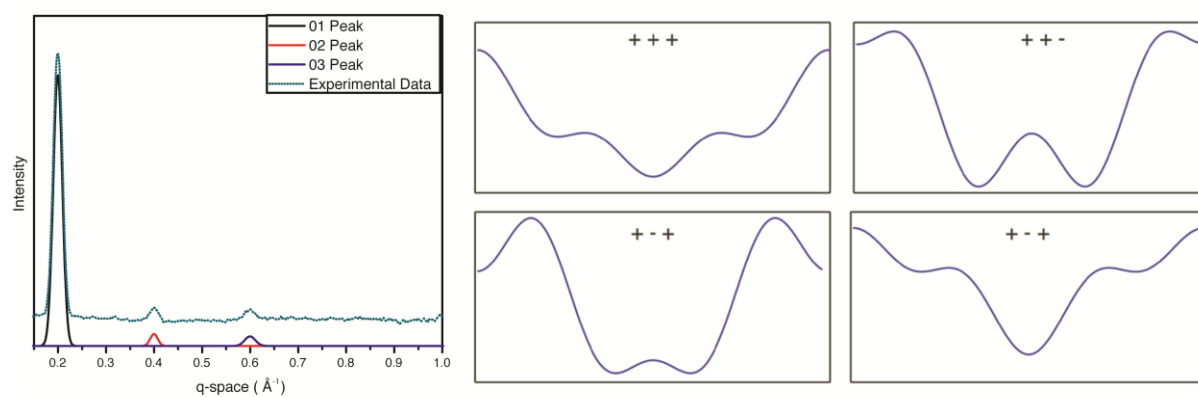 01 Peak
02 Peak
03 Peak
Experimental Data
Intensity
0.2 0.3 0.4 0.5 0.6 0.7 0.8 0.9 1.0
q-space ( Å⁻¹)
+ + +
+ + -
+ - +
+ - +